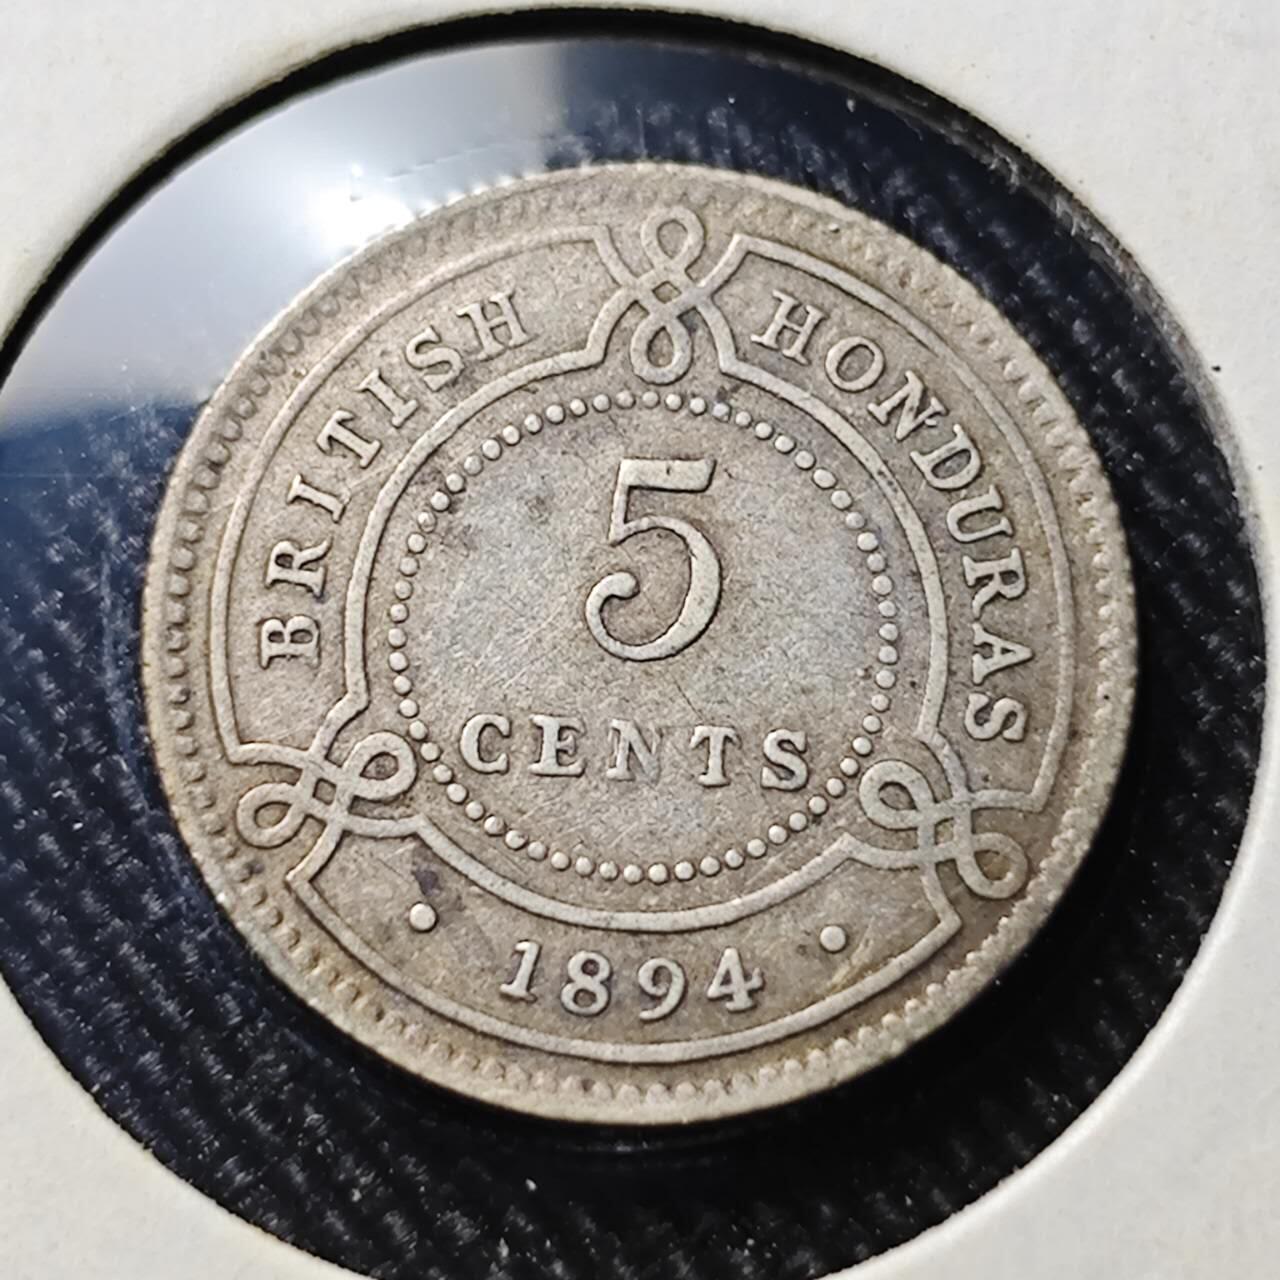 BRITISH HONDURAS
5
CENTS
• 1894 •